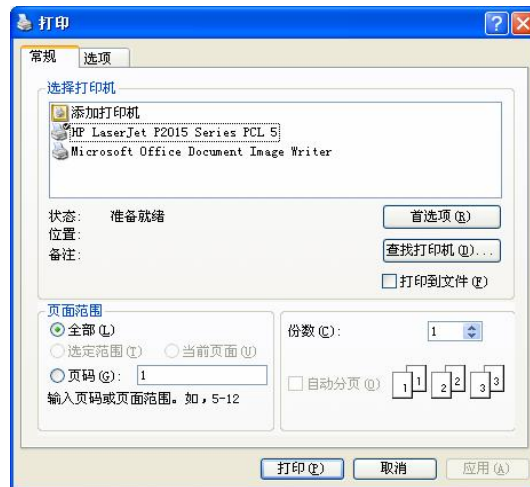 打印
常规 选项
选择打印机
添加打印机
HP LaserJet P2015 Series PCL 5
Microsoft Office Document Image Writer
状态: 准备就绪
首选项(R)
位置:
查找打印机(D)...
备注:
打印到文件(F)
页面范围
全部(L)
份数(C): 1
选定范围(T) 当前页面(U)
页码(G): 1
自动分页(O) 1 1 2 2 3 3
输入页码或页面范围。如,5-12
打印(P) 取消 应用(A)